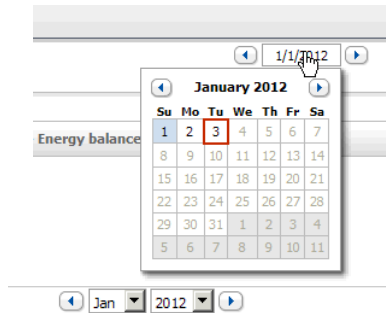 1/1/2012
January 2012
Su Mo Tu We Th Fr Sa
1 2 3 4 5 6 7
Energy balance
8 9 10 11 12 13 14
15 16 17 18 19 20 21
22 23 24 25 26 27 28
29 30 31 1 2 3 4
5 6 7 8 9 10 11
Jan 2012